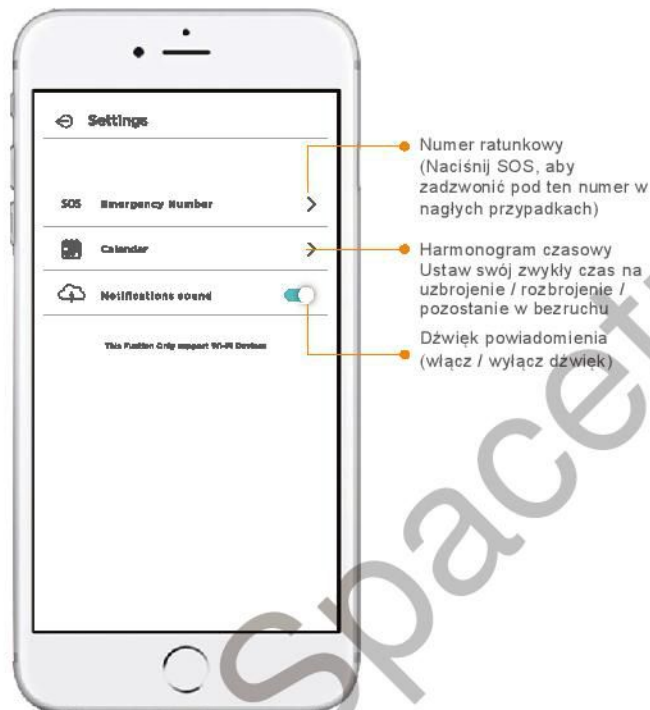 Settings
SOS Emergency Number
Calendar
Notifications sound
This Fuction Only support Wi-Fi Devices
Numer ratunkowy
(Naciśnij SOS, aby
zadzwonić pod ten numer w
nagłych przypadkach)
Harmonogram czasowy
Ustaw swój zwykły czas na
uzbrojenie / rozbrojenie /
pozostanie w bezruchu
Dźwięk powiadomienia
(włącz / wyłącz dźwięk)